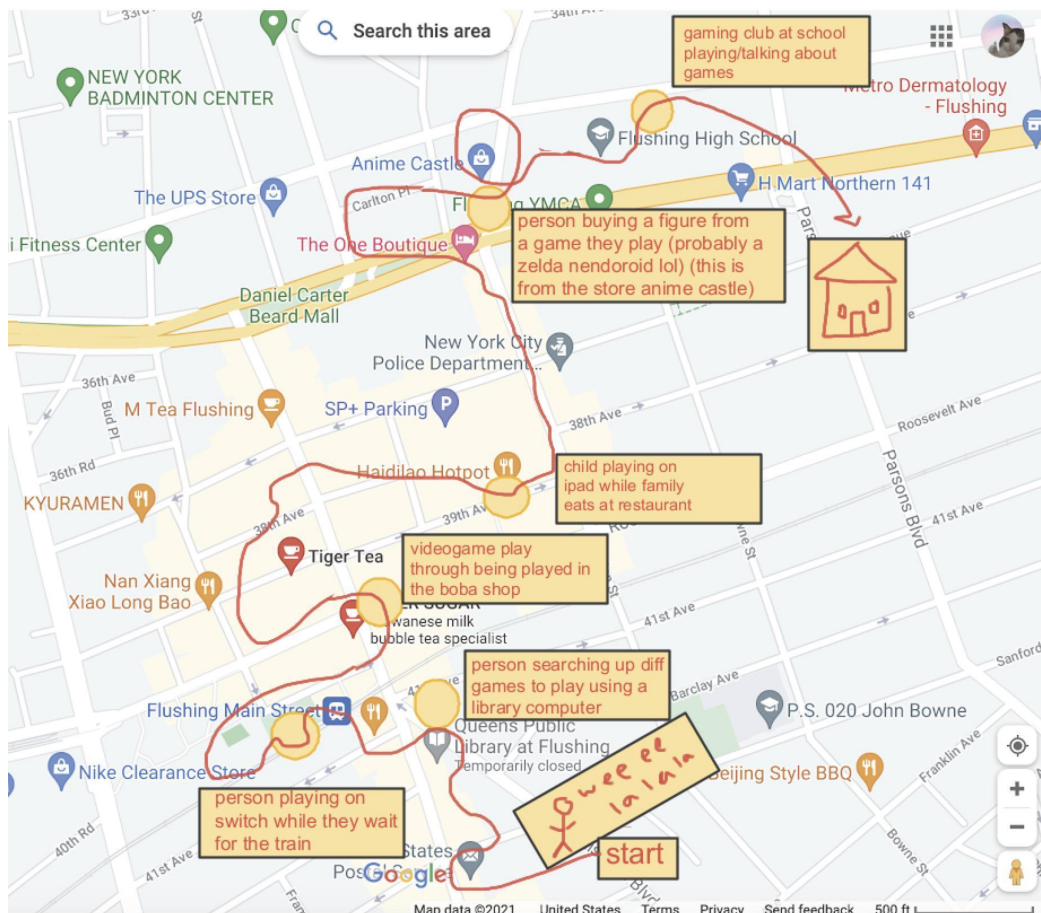 34th Ave
Search this area
gaming club at school
playing/talking about
games
NEW YORK
BADMINTON CENTER
Metro Dermatology
- Flushing
Flushing High School
Anime Castle
The UPS Store
Carlton Pl
H Mart Northern 141
YMCA
i Fitness Center
The One Boutique
person buying a figure from
a game they play (probably a
zelda nendoroid lol) (this is
from the store anime castle)
Daniel Carter
Beard Mall
New York City
Police Department...
36th Ave
Bud Pl
M Tea Flushing
SP+ Parking
38th Ave
Roosevelt Ave
36th Rd
Haidilao Hotpot
child playing on
ipad while family
eats at restaurant
Parsons Blvd
KYURAMEN
38th Ave
39th Ave
41st Ave
Tiger Tea
videogame play
through being played in
the boba shop
Nan Xiang
Xiao Long Bao
SUGAR
wanese milk
bubble tea specialist
41st Ave
Sanford
person searching up diff
games to play using a
library computer
Barclay Ave
Flushing Main Street
P.S. 020 John Bowne
Queens Public
Library at Flushing
Temporarily closed
Nike Clearance Store
weeeee
lalala
Beijing Style BBQ
Franklin Ave
person playing on
switch while they wait
for the train
start
40th Rd
41st Ave
Bowne St
Google
Map data ©2021 United States Terms Privacy Send feedback 500 ft